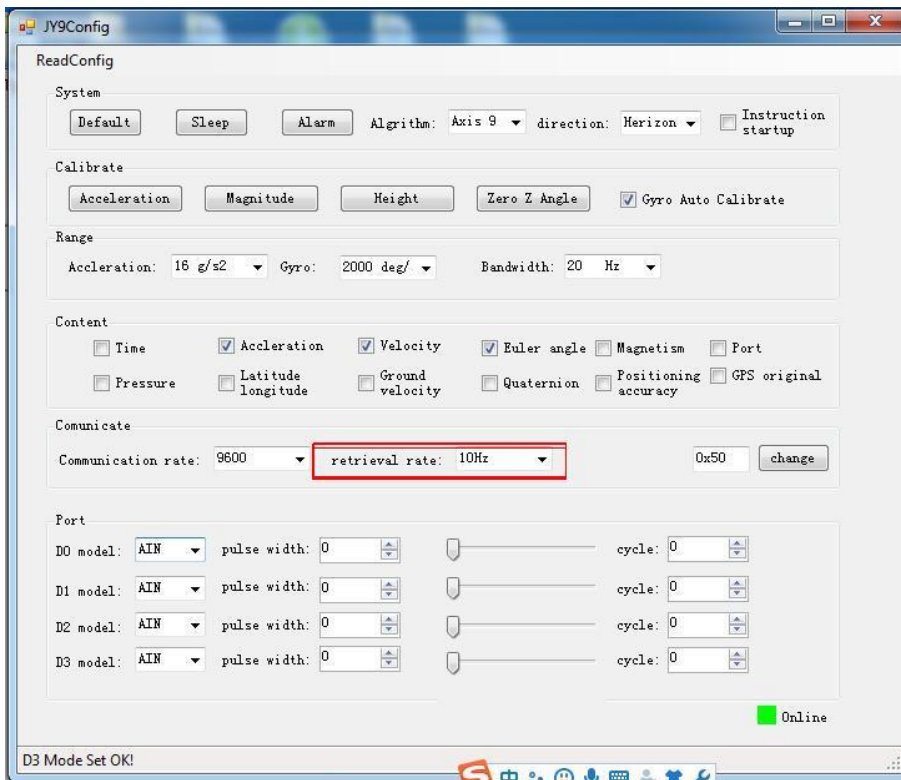 JY9Config
ReadConfig
System
Default Sleep Alarm Algrithm: Axis 9 direction: Herizon Instruction startup
Calibrate
Acceleration Magnitude Height Zero Z Angle Gyro Auto Calibrate
Range
Accleration: 16 g/s2 Gyro: 2000 deg/ Bandwidth: 20 Hz
Content
Time Accleration Velocity Euler angle Magnetism Port
Pressure Latitude longitude Ground velocity Quaternion Positioning accuracy GPS original
Comunicate
Communication rate: 9600 retrieval rate: 10Hz 0x50 change
Port
D0 model: AIN pulse width: 0 cycle: 0
D1 model: AIN pulse width: 0 cycle: 0
D2 model: AIN pulse width: 0 cycle: 0
D3 model: AIN pulse width: 0 cycle: 0
Online
D3 Mode Set OK!
中